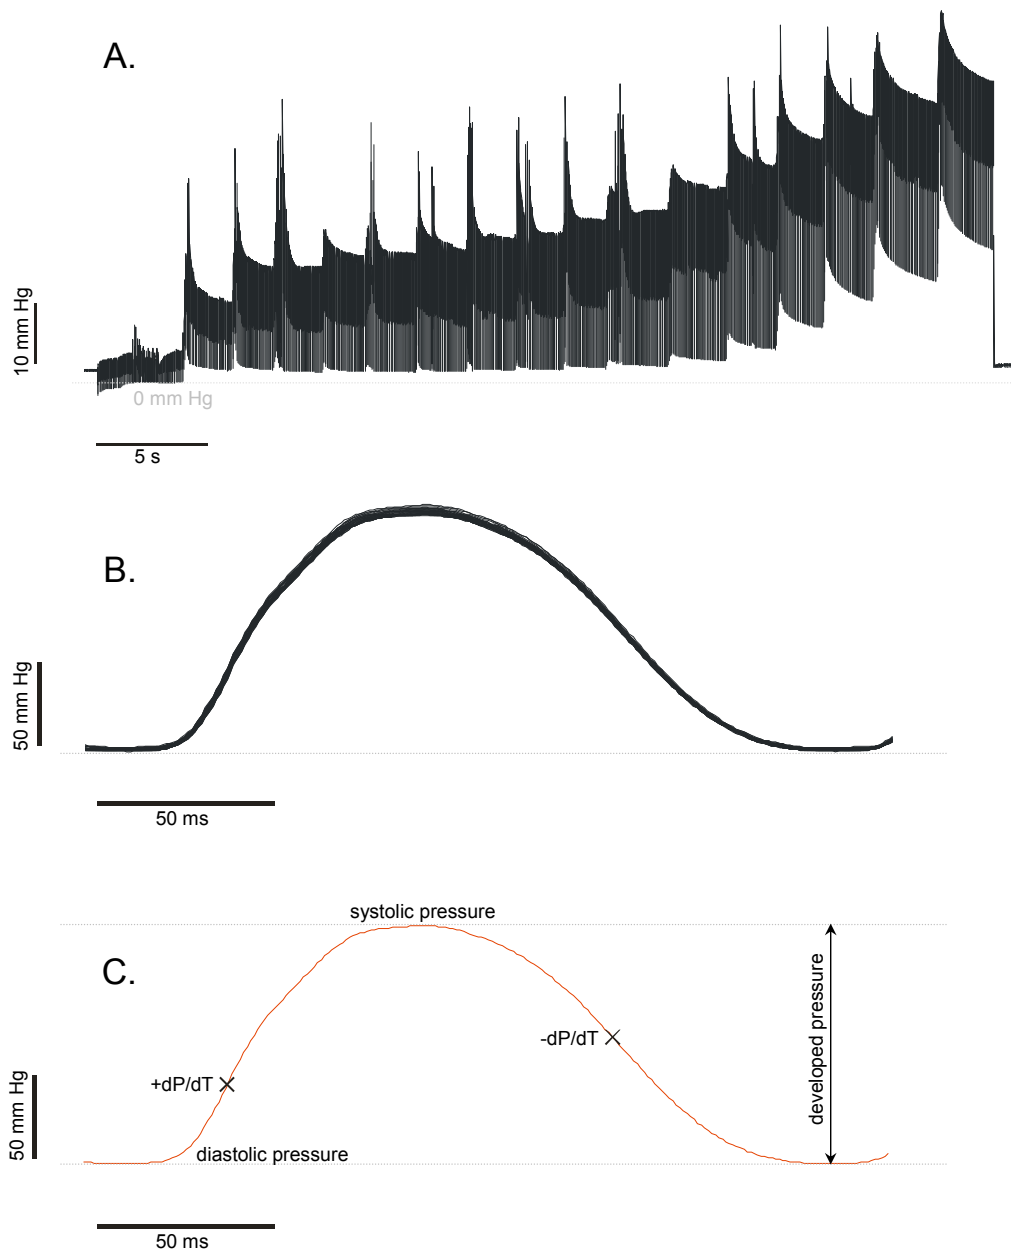 A.
10 mm Hg
0 mm Hg
5 s
B.
50 mm Hg
50 ms
systolic pressure
C.
developed pressure
-dP/dT
+dP/dT
50 mm Hg
diastolic pressure
50 ms